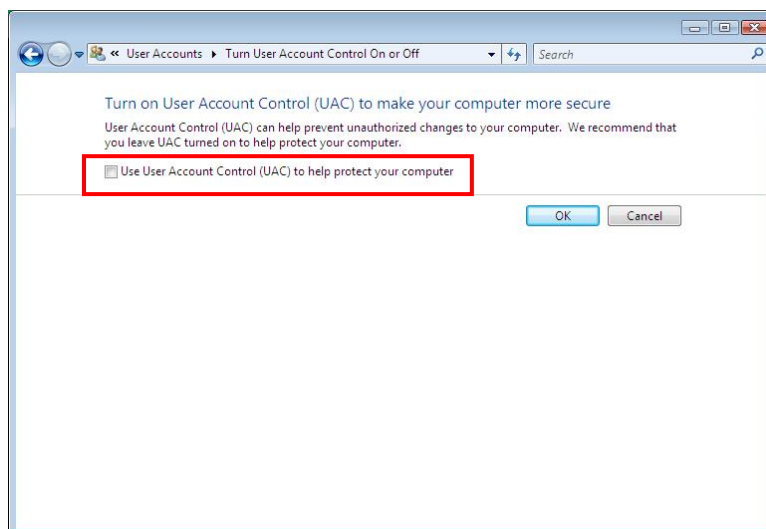 « User Accounts ▸ Turn User Account Control On or Off
Search
Turn on User Account Control (UAC) to make your computer more secure
User Account Control (UAC) can help prevent unauthorized changes to your computer. We recommend that
you leave UAC turned on to help protect your computer.
Use User Account Control (UAC) to help protect your computer
OK
Cancel